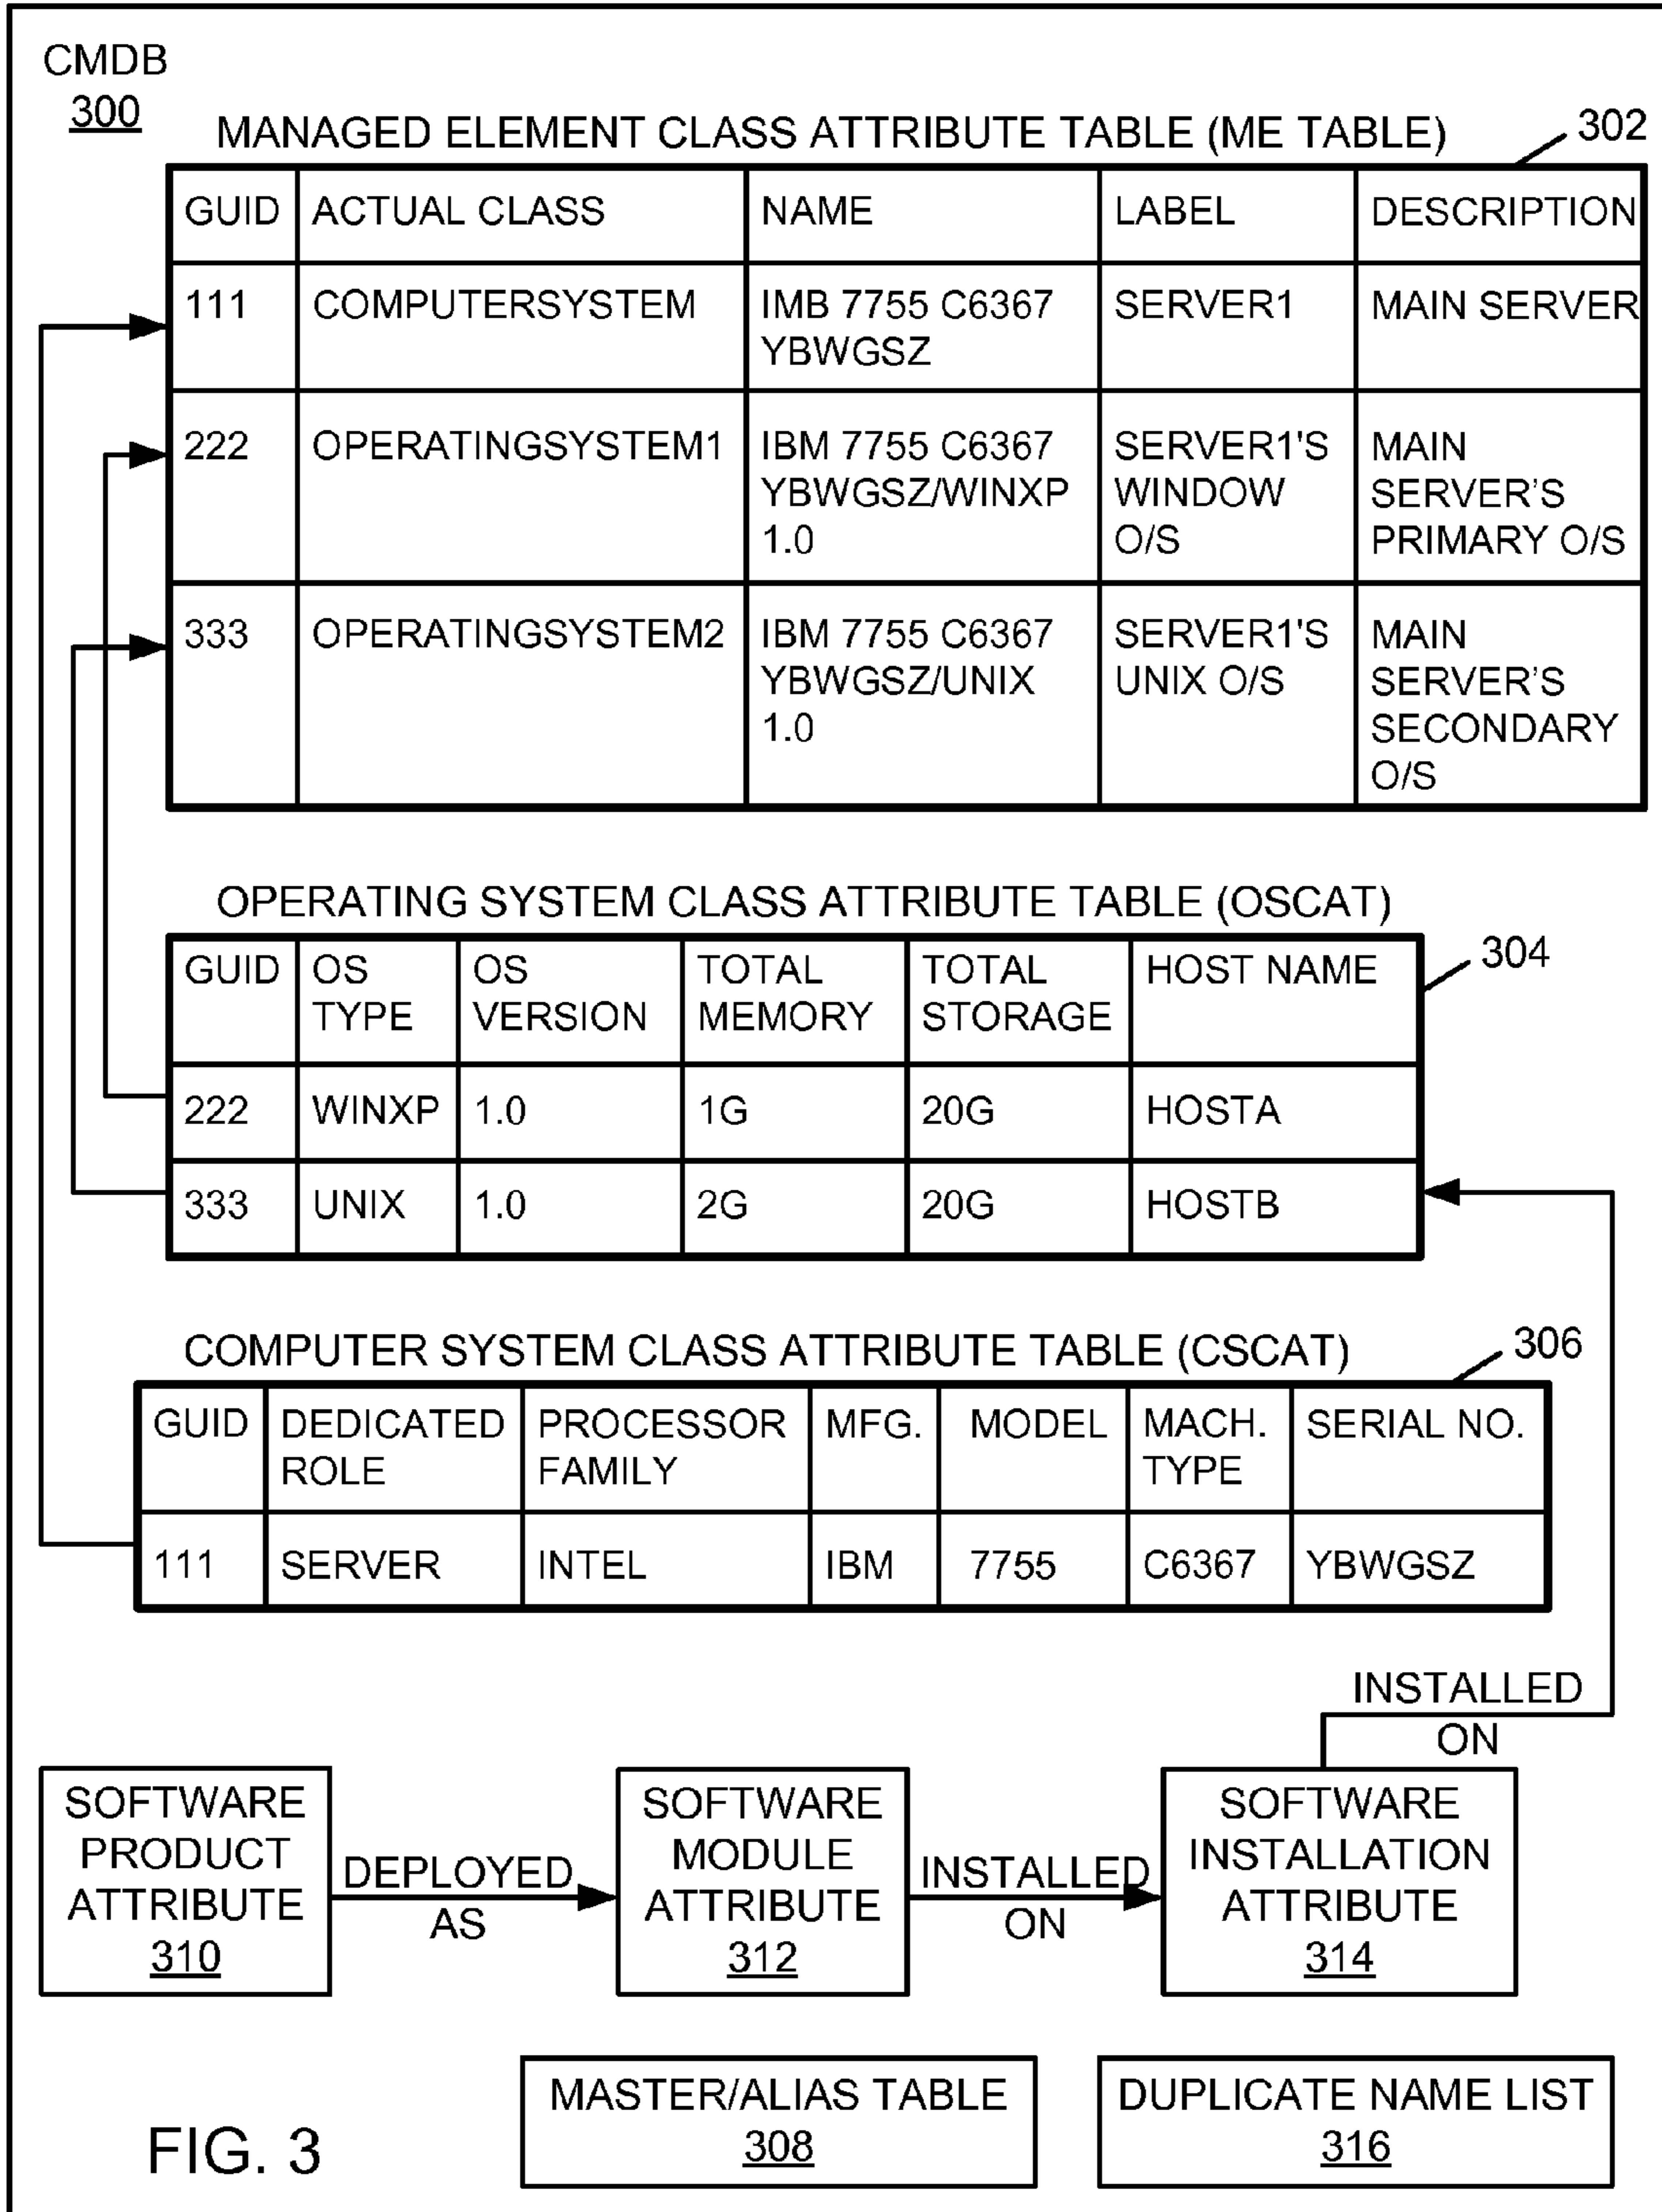 CMDB
300
MANAGED ELEMENT CLASS ATTRIBUTE TABLE (ME TABLE)
302
GUID ACTUAL CLASS NAME LABEL DESCRIPTION
111 COMPUTERSYSTEM IMB 7755 C6367 SERVER1 MAIN SERVER
YBWGSZ
222 OPERATINGSYSTEM1 IBM 7755 C6367 SERVER1'S MAIN
YBWGSZ/WINXP WINDOW SERVER'S
1.0 O/S PRIMARY O/S
333 OPERATINGSYSTEM2 IBM 7755 C6367 SERVER1'S MAIN
YBWGSZ/UNIX UNIX O/S SERVER'S
1.0 SECONDARY
O/S
OPERATING SYSTEM CLASS ATTRIBUTE TABLE (OSCAT)
304
GUID OS OS TOTAL TOTAL HOST NAME
TYPE VERSION MEMORY STORAGE
222 WINXP 1.0 1G 20G HOSTA
333 UNIX 1.0 2G 20G HOSTB
COMPUTER SYSTEM CLASS ATTRIBUTE TABLE (CSCAT)
306
GUID DEDICATED PROCESSOR MFG. MODEL MACH. SERIAL NO.
ROLE FAMILY TYPE
111 SERVER INTEL IBM 7755 C6367 YBWGSZ
INSTALLED
ON
SOFTWARE
PRODUCT
ATTRIBUTE
310
DEPLOYED
AS
SOFTWARE
MODULE
ATTRIBUTE
312
INSTALLED
ON
SOFTWARE
INSTALLATION
ATTRIBUTE
314
MASTER/ALIAS TABLE
308
DUPLICATE NAME LIST
316
FIG. 3